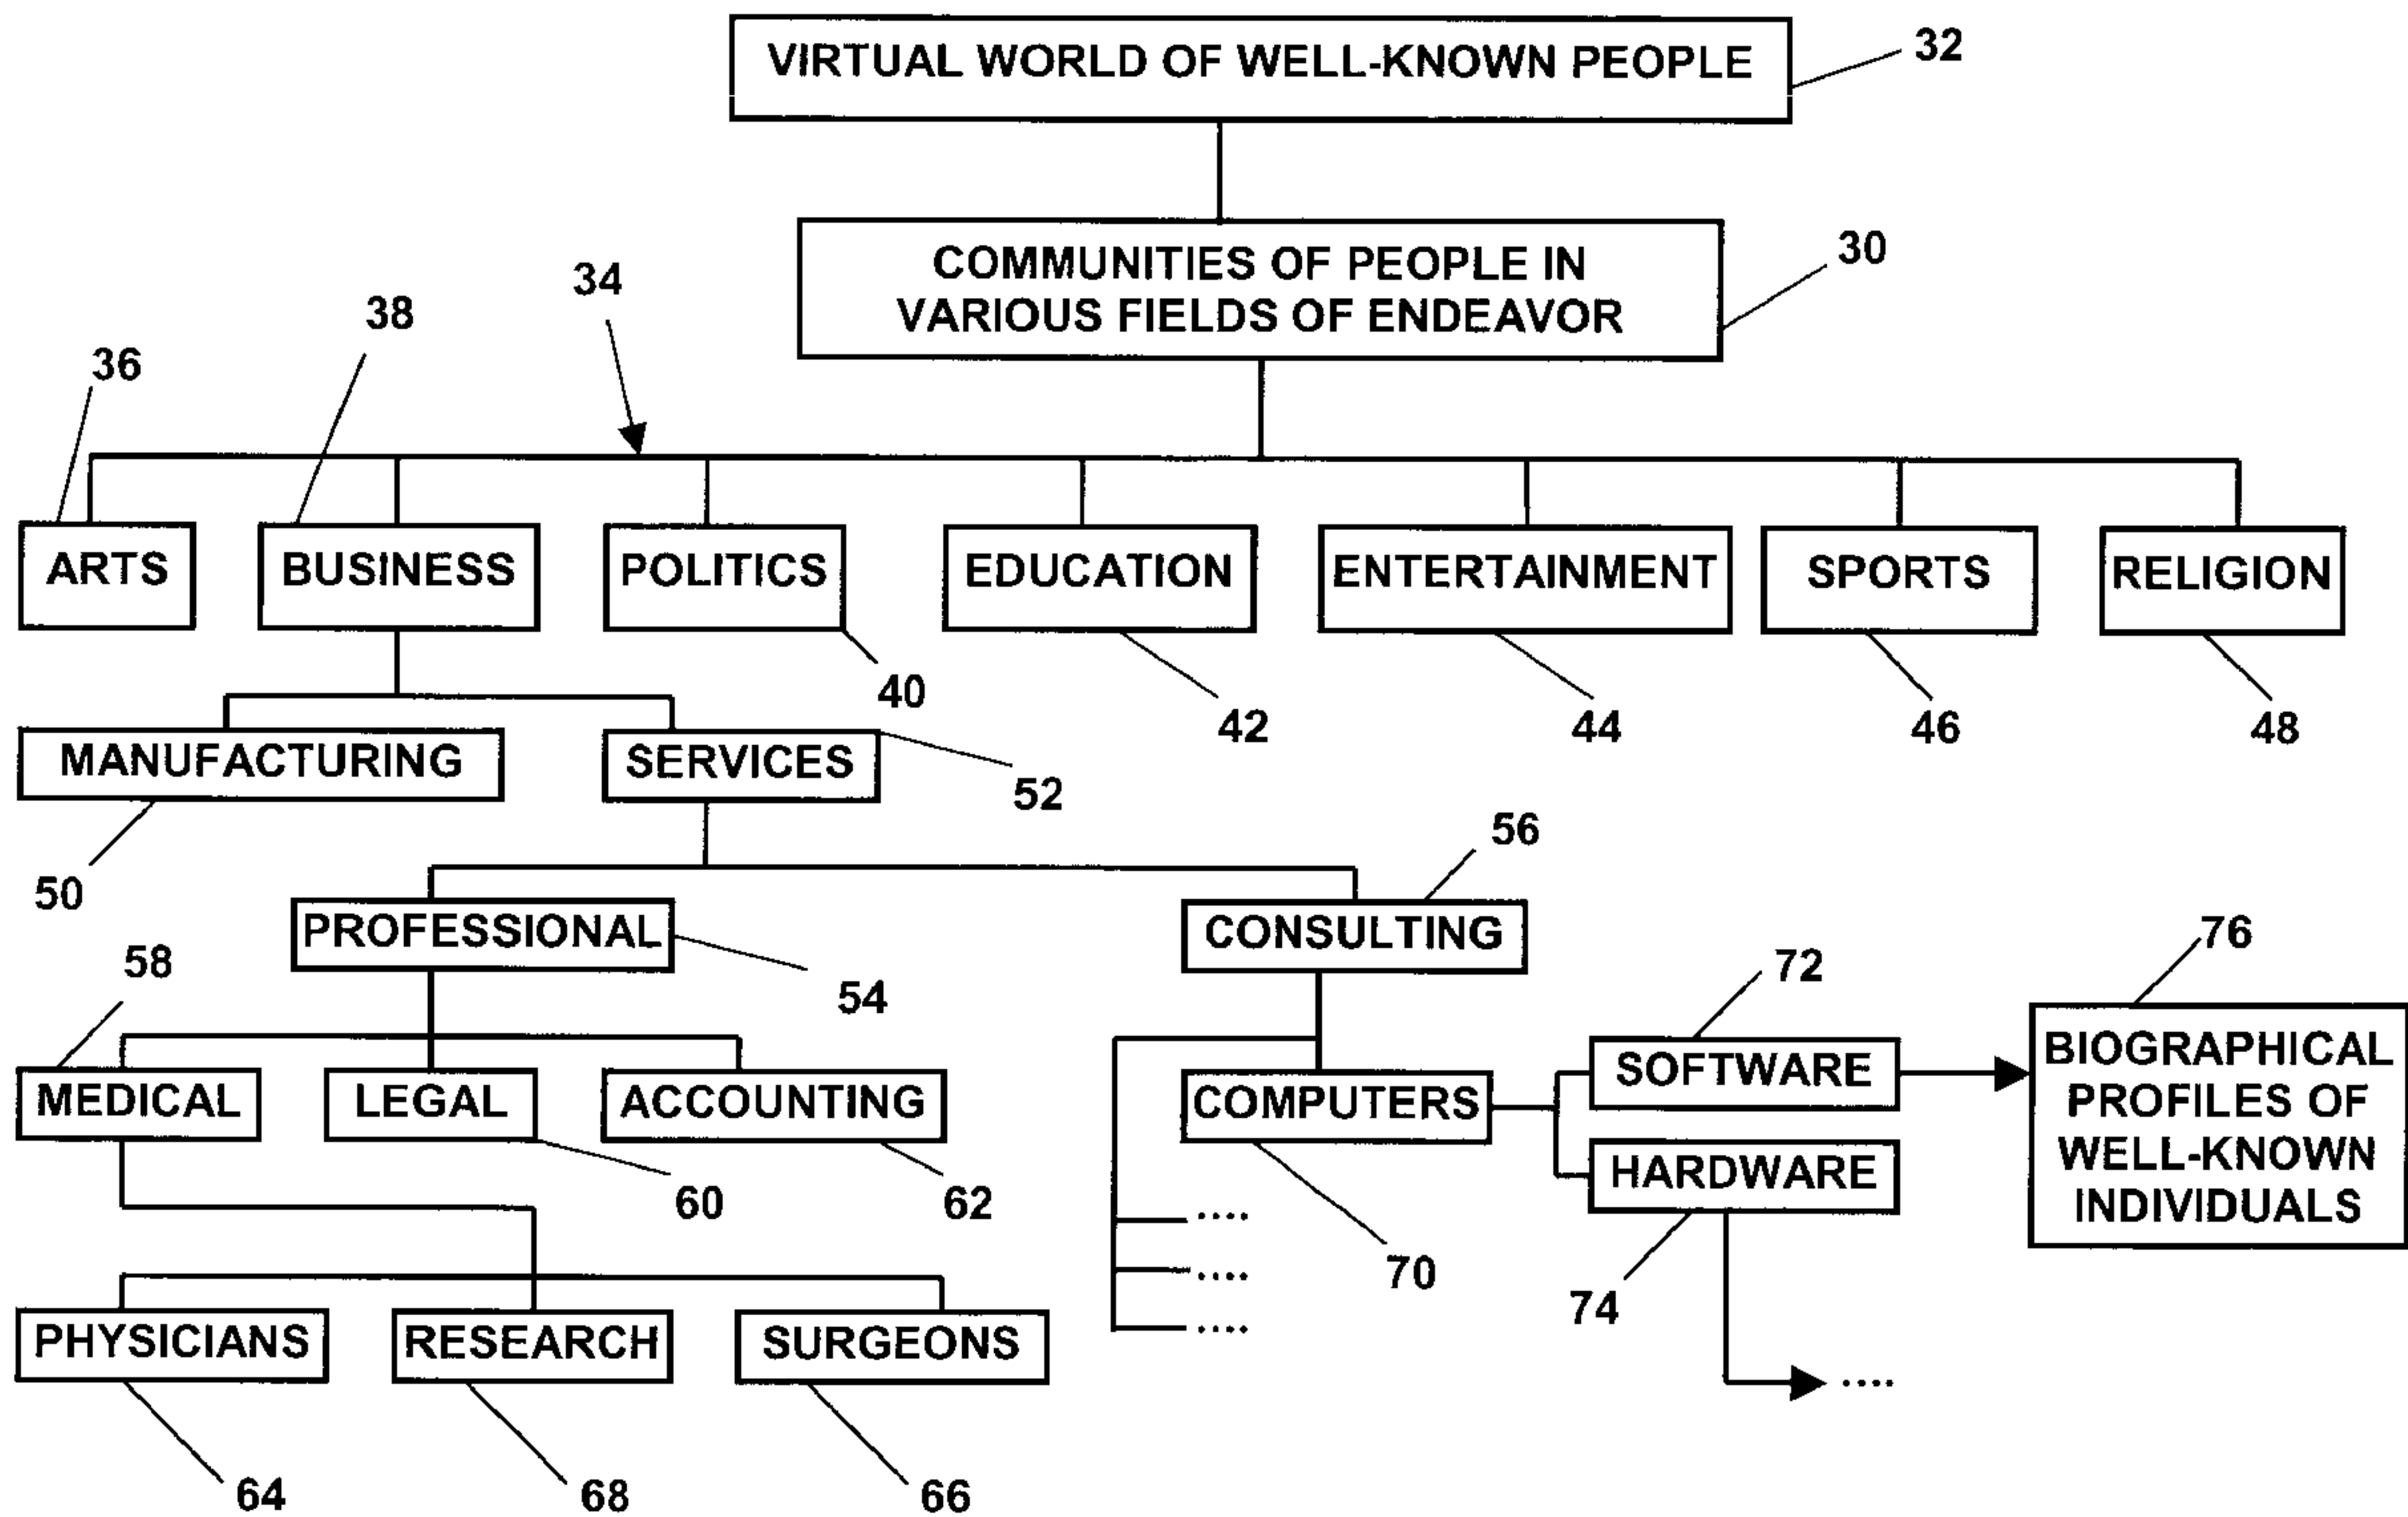 VIRTUAL WORLD OF WELL-KNOWN PEOPLE
32
COMMUNITIES OF PEOPLE IN
VARIOUS FIELDS OF ENDEAVOR
30
34
38
36
ARTS
BUSINESS
POLITICS
EDUCATION
ENTERTAINMENT
SPORTS
RELIGION
40
42
44
46
48
MANUFACTURING
SERVICES
52
50
56
PROFESSIONAL
CONSULTING
54
58
72
76
MEDICAL
LEGAL
ACCOUNTING
COMPUTERS
SOFTWARE
HARDWARE
BIOGRAPHICAL
PROFILES OF
WELL-KNOWN
INDIVIDUALS
60
62
....
....
....
70
74
....
PHYSICIANS
RESEARCH
SURGEONS
64
68
66